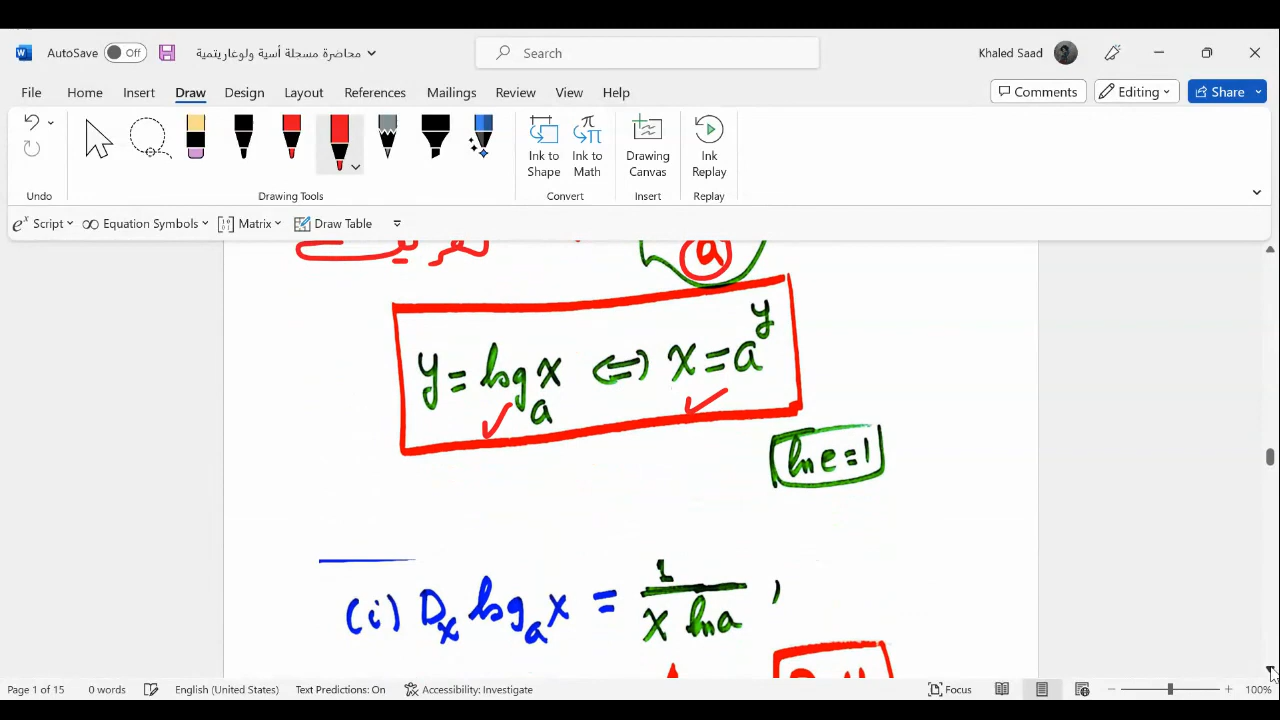 AutoSave Off محاضرة مسجلة أسية ولوغاريتمية Search Khaled Saad
File Home Insert Draw Design Layout References Mailings Review View Help Comments Editing Share
Undo Drawing Tools Ink to Shape Ink to Math Convert Drawing Canvas Insert Ink Replay Replay
eˣ Script ∞ Equation Symbols Matrix Draw Table
a
y = log_a x ⇔ x = a^y
ln e = 1
(i) D_x log_a x = 1 / (x ln a) ,
Page 1 of 15 0 words English (United States) Text Predictions: On Accessibility: Investigate Focus 100%